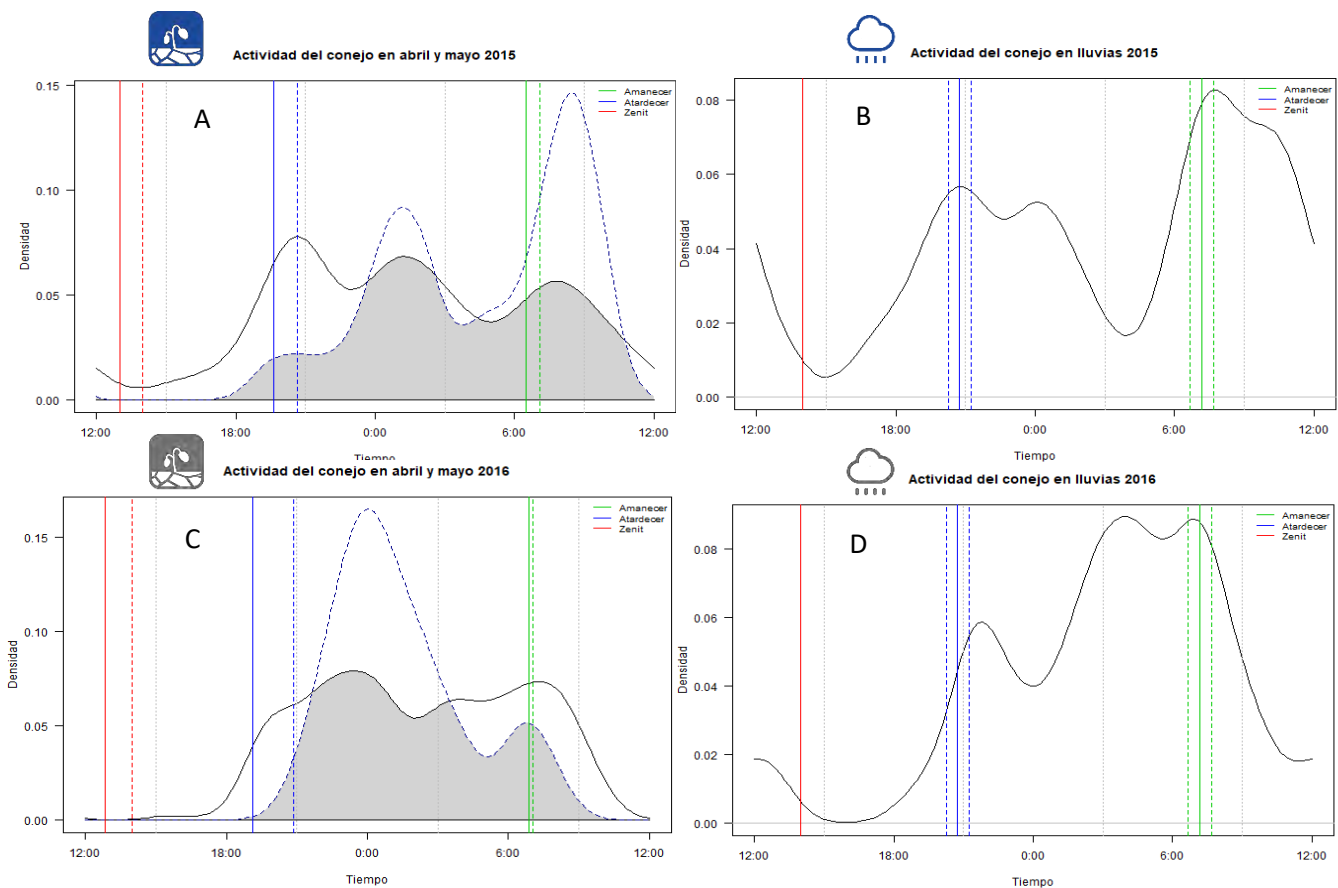 Actividad del conejo en abril y mayo 2015
A
Amanecer
Atardecer
Zenit
Densidad
0.15
0.10
0.05
0.00
12:00 18:00 0:00 6:00 12:00
Tiempo
Actividad del conejo en lluvias 2015
B
Amanecer
Atardecer
Zenit
Densidad
0.08
0.06
0.04
0.02
0.00
12:00 18:00 0:00 6:00 12:00
Tiempo
Actividad del conejo en abril y mayo 2016
C
Amanecer
Atardecer
Zenit
Densidad
0.15
0.10
0.05
0.00
12:00 18:00 0:00 6:00 12:00
Tiempo
Actividad del conejo en lluvias 2016
D
Amanecer
Atardecer
Zenit
Densidad
0.08
0.06
0.04
0.02
0.00
12:00 18:00 0:00 6:00 12:00
Tiempo